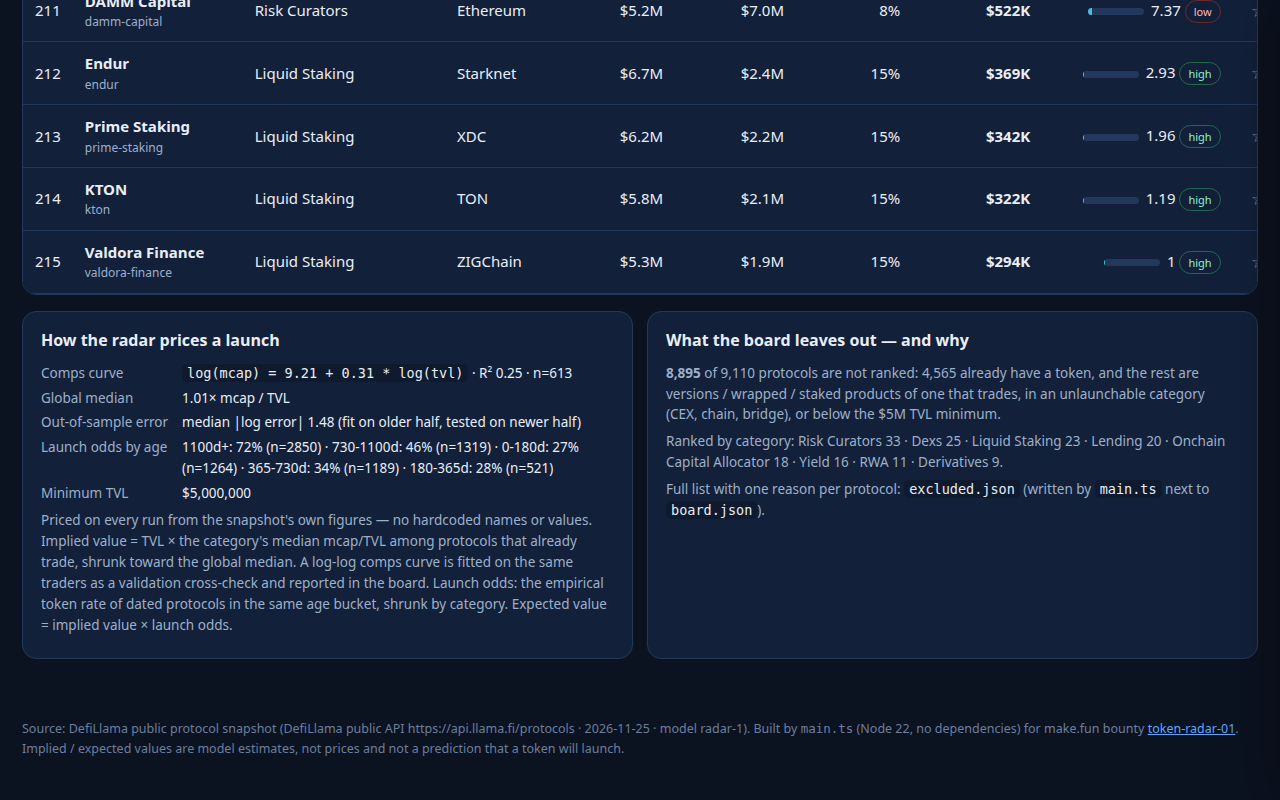 211 DAMM Capital Risk Curators Ethereum $5.2M $7.0M 8% $522K 7.37 low
damm-capital
212 Endur Liquid Staking Starknet $6.7M $2.4M 15% $369K 2.93 high
endur
213 Prime Staking Liquid Staking XDC $6.2M $2.2M 15% $342K 1.96 high
prime-staking
214 KTON Liquid Staking TON $5.8M $2.1M 15% $322K 1.19 high
kton
215 Valdora Finance Liquid Staking ZIGChain $5.3M $1.9M 15% $294K 1 high
valdora-finance
How the radar prices a launch
Comps curve log(mcap) = 9.21 + 0.31 * log(tvl) · R² 0.25 · n=613
Global median 1.01× mcap / TVL
Out-of-sample error median |log error| 1.48 (fit on older half, tested on newer half)
Launch odds by age 1100d+: 72% (n=2850) · 730-1100d: 46% (n=1319) · 0-180d: 27%
(n=1264) · 365-730d: 34% (n=1189) · 180-365d: 28% (n=521)
Minimum TVL $5,000,000
Priced on every run from the snapshot's own figures — no hardcoded names or values.
Implied value = TVL × the category's median mcap/TVL among protocols that already
trade, shrunk toward the global median. A log-log comps curve is fitted on the same
traders as a validation cross-check and reported in the board. Launch odds: the empirical
token rate of dated protocols in the same age bucket, shrunk by category. Expected value
= implied value × launch odds.
What the board leaves out — and why
8,895 of 9,110 protocols are not ranked: 4,565 already have a token, and the rest are
versions / wrapped / staked products of one that trades, in an unlaunchable category
(CEX, chain, bridge), or below the $5M TVL minimum.
Ranked by category: Risk Curators 33 · Dexs 25 · Liquid Staking 23 · Lending 20 · Onchain
Capital Allocator 18 · Yield 16 · RWA 11 · Derivatives 9.
Full list with one reason per protocol: excluded.json (written by main.ts next to
board.json ).
Source: DefiLlama public protocol snapshot (DefiLlama public API https://api.llama.fi/protocols · 2026-11-25 · model radar-1). Built by main.ts (Node 22, no dependencies) for make.fun bounty token-radar-01.
Implied / expected values are model estimates, not prices and not a prediction that a token will launch.